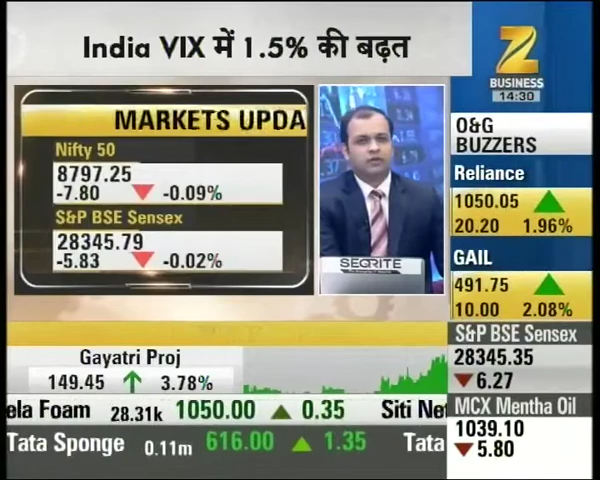 India VIX में 1.5% की बढ़त
Z
BUSINESS
14:30
MARKETS UPDA
Nifty 50
8797.25
-7.80 -0.09%
S&P BSE Sensex
28345.79
-5.83 -0.02%
SEQRITE
O&G
BUZZERS
Reliance
1050.05
20.20 1.96%
GAIL
491.75
10.00 2.08%
S&P BSE Sensex
28345.35
6.27
MCX Mentha Oil
1039.10
5.80
Gayatri Proj
149.45 3.78%
ela Foam 28.31k 1050.00 0.35 Siti Net
Tata Sponge 0.11m 616.00 1.35 Tata